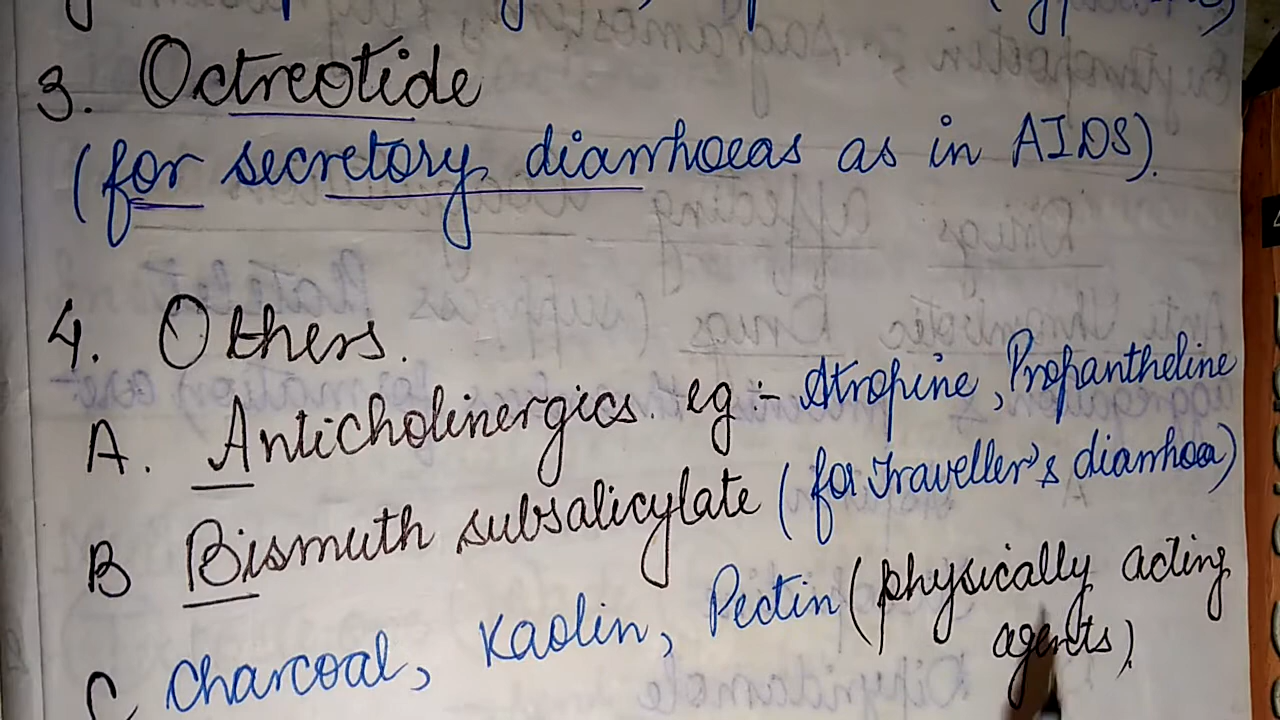 3. Octreotide
(for secretory diarrhoeas as in AIDS).
4. Others.
A. Anticholinergics. eg :- Atropine, Propantheline
B Bismuth subsalicylate (for Traveller's diarrhoea)
C Charcoal, Kaolin, Pectin (physically acting
agents)